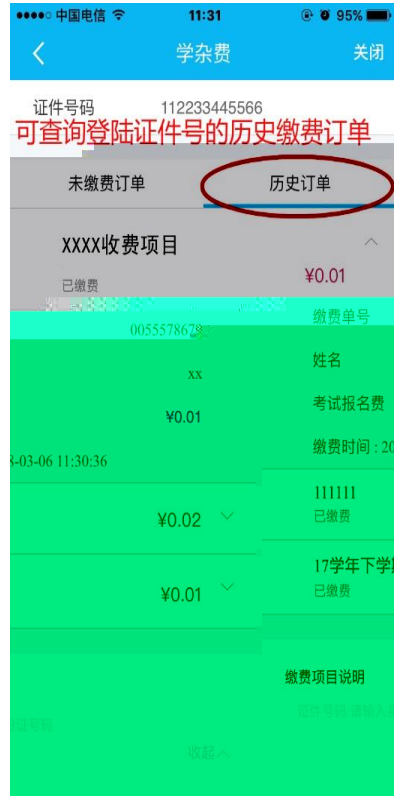 中国电信 11:31 95%
学杂费 关闭
证件号码 112233445566
可查询登陆证件号的历史缴费订单
未缴费订单 历史订单
XXXX收费项目
已缴费 ¥0.01
缴费单号
0055578679
姓名
xx
考试报名费
¥0.01
缴费时间 : 20
-03-06 11:30:36
111111
¥0.02
已缴费
17学年下学期
¥0.01
已缴费
缴费项目说明
收起